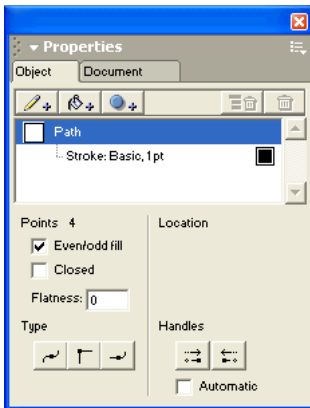 Properties
Object Document
Path
Stroke: Basic, 1pt
Points 4 Location
Even/odd fill
Closed
Flatness: 0
Type Handles
Automatic